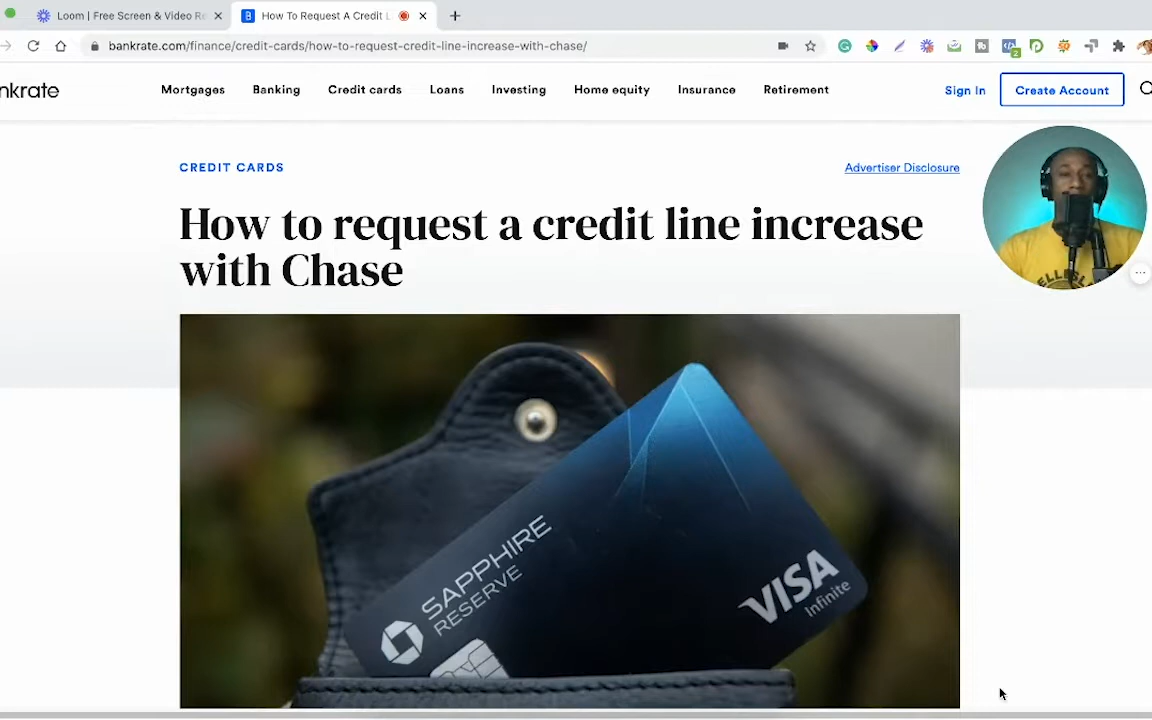 Loom | Free Screen & Video Re
How To Request A Credit L
bankrate.com/finance/credit-cards/how-to-request-credit-line-increase-with-chase/
2
nkrate
Mortgages
Banking
Credit cards
Loans
Investing
Home equity
Insurance
Retirement
Sign In
Create Account
CREDIT CARDS
Advertiser Disclosure
How to request a credit line increase
with Chase
SAPPHIRE
RESERVE
VISA
Infinite